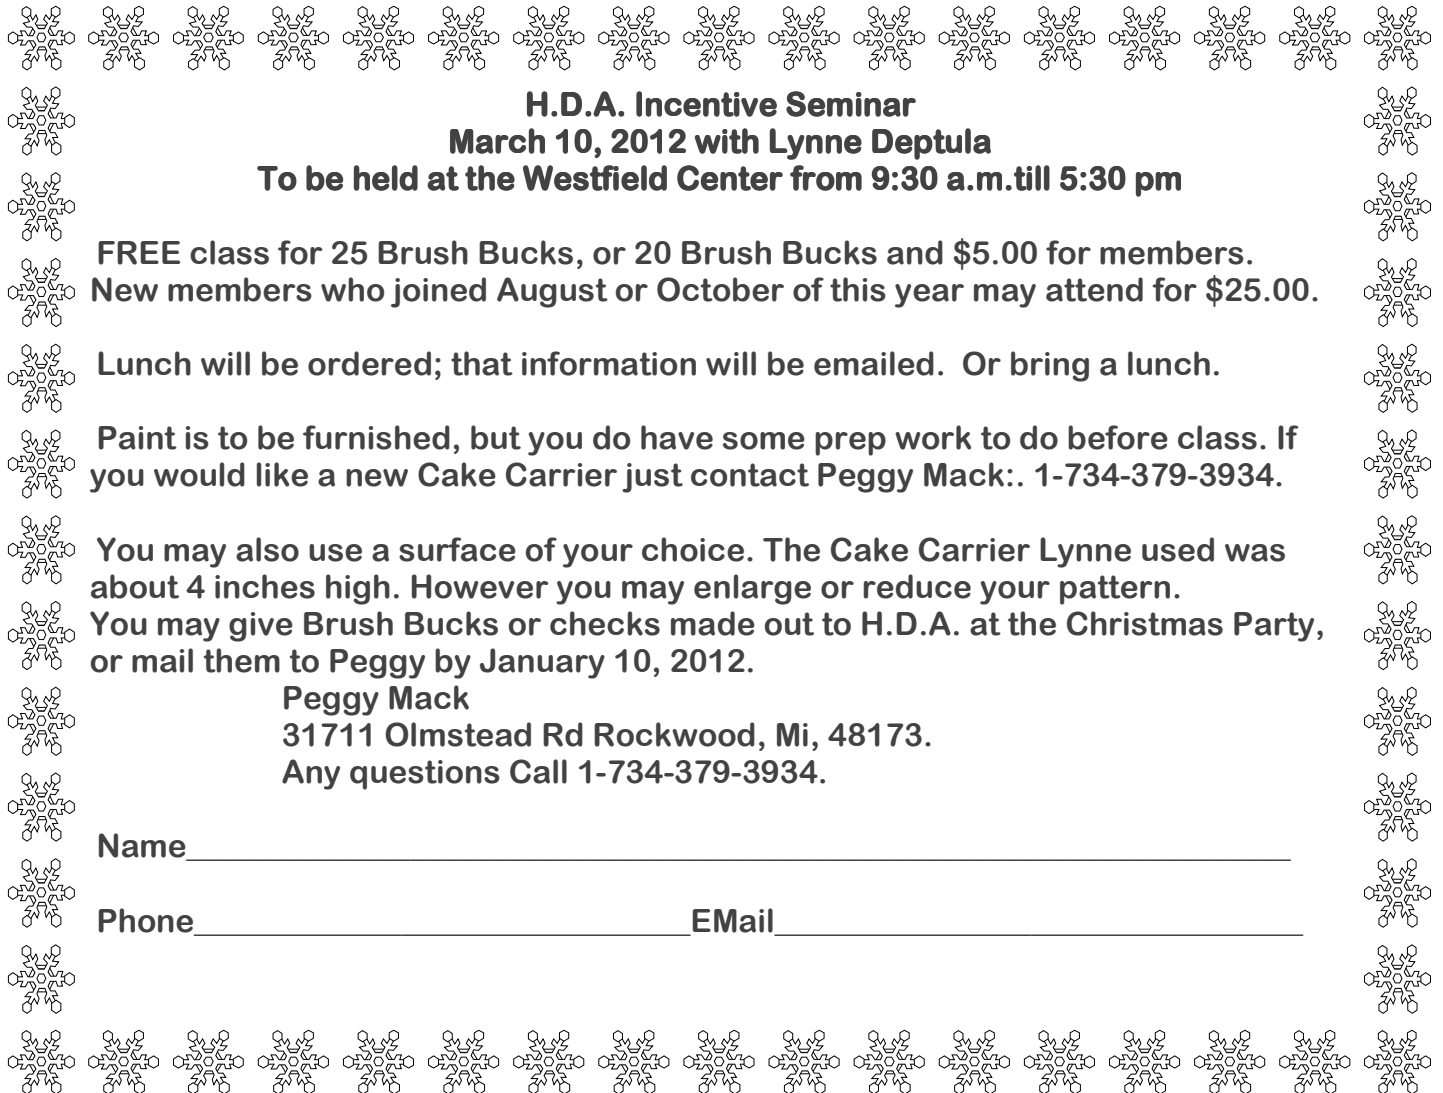 H.D.A. Incentive Seminar
March 10, 2012 with Lynne Deptula
To be held at the Westfield Center from 9:30 a.m.till 5:30 pm
FREE class for 25 Brush Bucks, or 20 Brush Bucks and $5.00 for members.
New members who joined August or October of this year may attend for $25.00.
Lunch will be ordered; that information will be emailed.  Or bring a lunch.
Paint is to be furnished, but you do have some prep work to do before class. If
you would like a new Cake Carrier just contact Peggy Mack:. 1-734-379-3934.
You may also use a surface of your choice. The Cake Carrier Lynne used was
about 4 inches high. However you may enlarge or reduce your pattern.
You may give Brush Bucks or checks made out to H.D.A. at the Christmas Party,
or mail them to Peggy by January 10, 2012.
Peggy Mack
31711 Olmstead Rd Rockwood, Mi, 48173.
Any questions Call 1-734-379-3934.
Name_____________________________________________________________________
Phone_______________________________EMail_________________________________